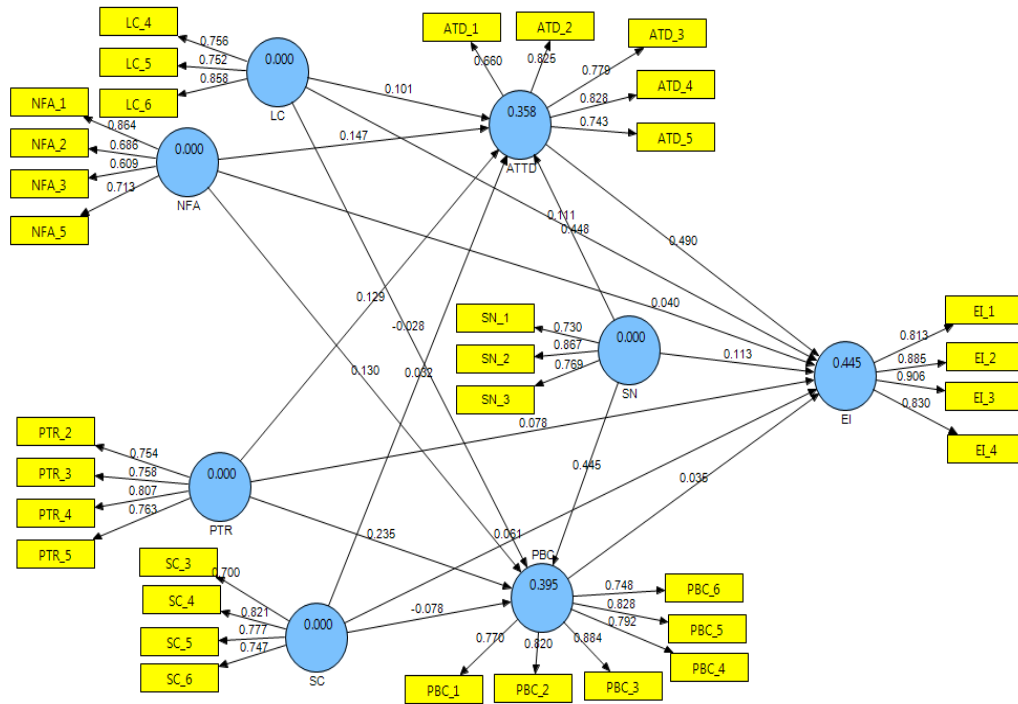 LC_4
LC_5
LC_6
0.756
0.752
0.858
0.000
LC
NFA_1
NFA_2
NFA_3
NFA_5
0.864
0.686
0.609
0.713
0.000
NFA
ATD_1
ATD_2
ATD_3
ATD_4
ATD_5
0.660
0.825
0.779
0.828
0.743
0.358
ATTD
0.101
0.147
0.111
0.448
0.490
0.129
-0.028
0.040
0.032
0.130
SN_1
SN_2
SN_3
0.730
0.867
0.769
0.000
SN
0.113
0.078
0.445
0.035
EI_1
EI_2
EI_3
EI_4
0.813
0.885
0.906
0.830
0.445
EI
PTR_2
PTR_3
PTR_4
PTR_5
0.754
0.758
0.807
0.763
0.000
PTR
0.235
0.061
-0.078
SC_3
SC_4
SC_5
SC_6
0.700
0.821
0.777
0.747
0.000
SC
PBC
0.395
PBC_6
PBC_5
PBC_4
PBC_3
PBC_2
PBC_1
0.748
0.828
0.792
0.884
0.820
0.770